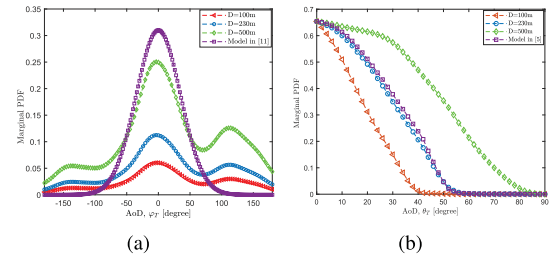 0.35
0.3
0.25
0.2
0.15
0.1
0.05
0
Marginal PDF
-150 -100 -50 0 50 100 150
AoD, φT [degree]
D=100m
D=230m
D=500m
Model in [11]
(a)
0.7
0.6
0.5
0.4
0.3
0.2
0.1
0
Marginal PDF
0 10 20 30 40 50 60 70 80 90
AoD, θT [degree]
D=100m
D=230m
D=500m
Model in [5]
(b)